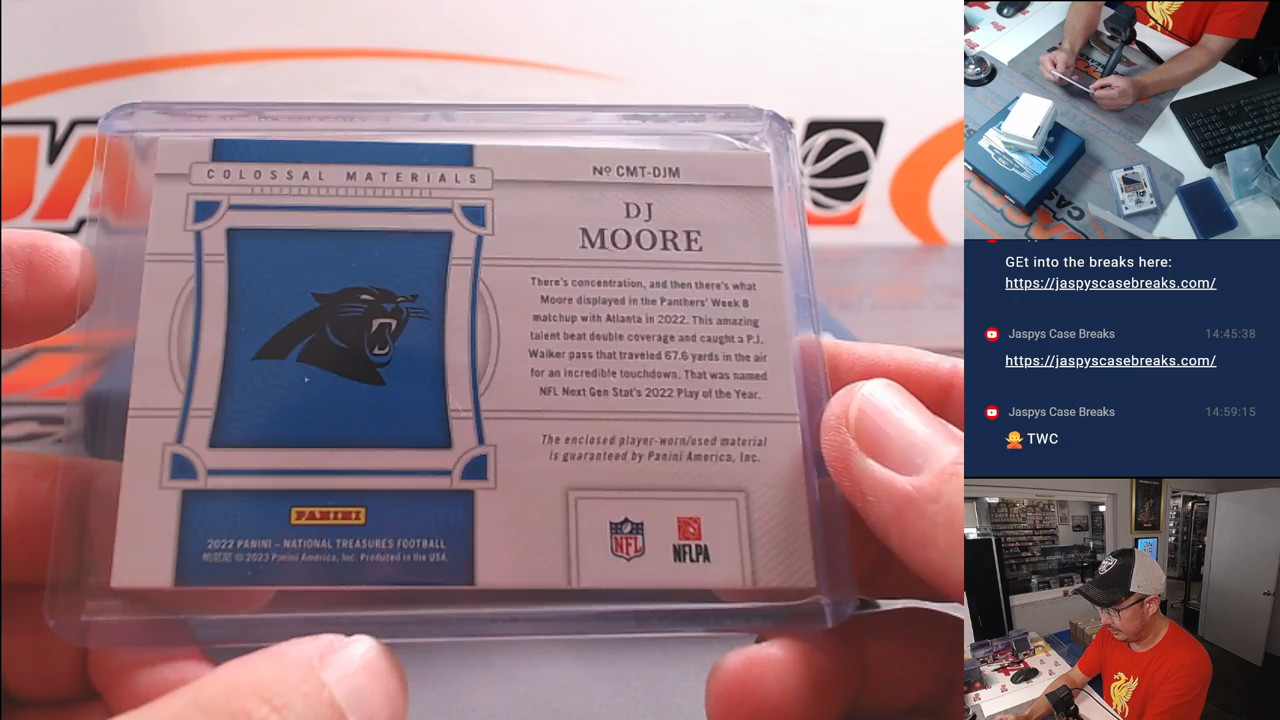 COLOSSAL MATERIALS
Nº CMT-DJM
DJ
MOORE
There's concentration, and then there's what
Moore displayed in the Panthers' Week 8
matchup with Atlanta in 2022. This amazing
talent beat double coverage and caught a P.J.
Walker pass that traveled 67.6 yards in the air
for an incredible touchdown. That was named
NFL Next Gen Stat's 2022 Play of the Year.
The enclosed player-worn/used material
is guaranteed by Panini America, Inc.
PANINI
2022 PANINI – NATIONAL TREASURES FOOTBALL
© 2023 Panini America, Inc. Produced in the USA.
NFL
NFLPA
GEt into the breaks here:
https://jaspyscasebreaks.com/
Jaspys Case Breaks 14:45:38
https://jaspyscasebreaks.com/
Jaspys Case Breaks 14:59:15
TWC